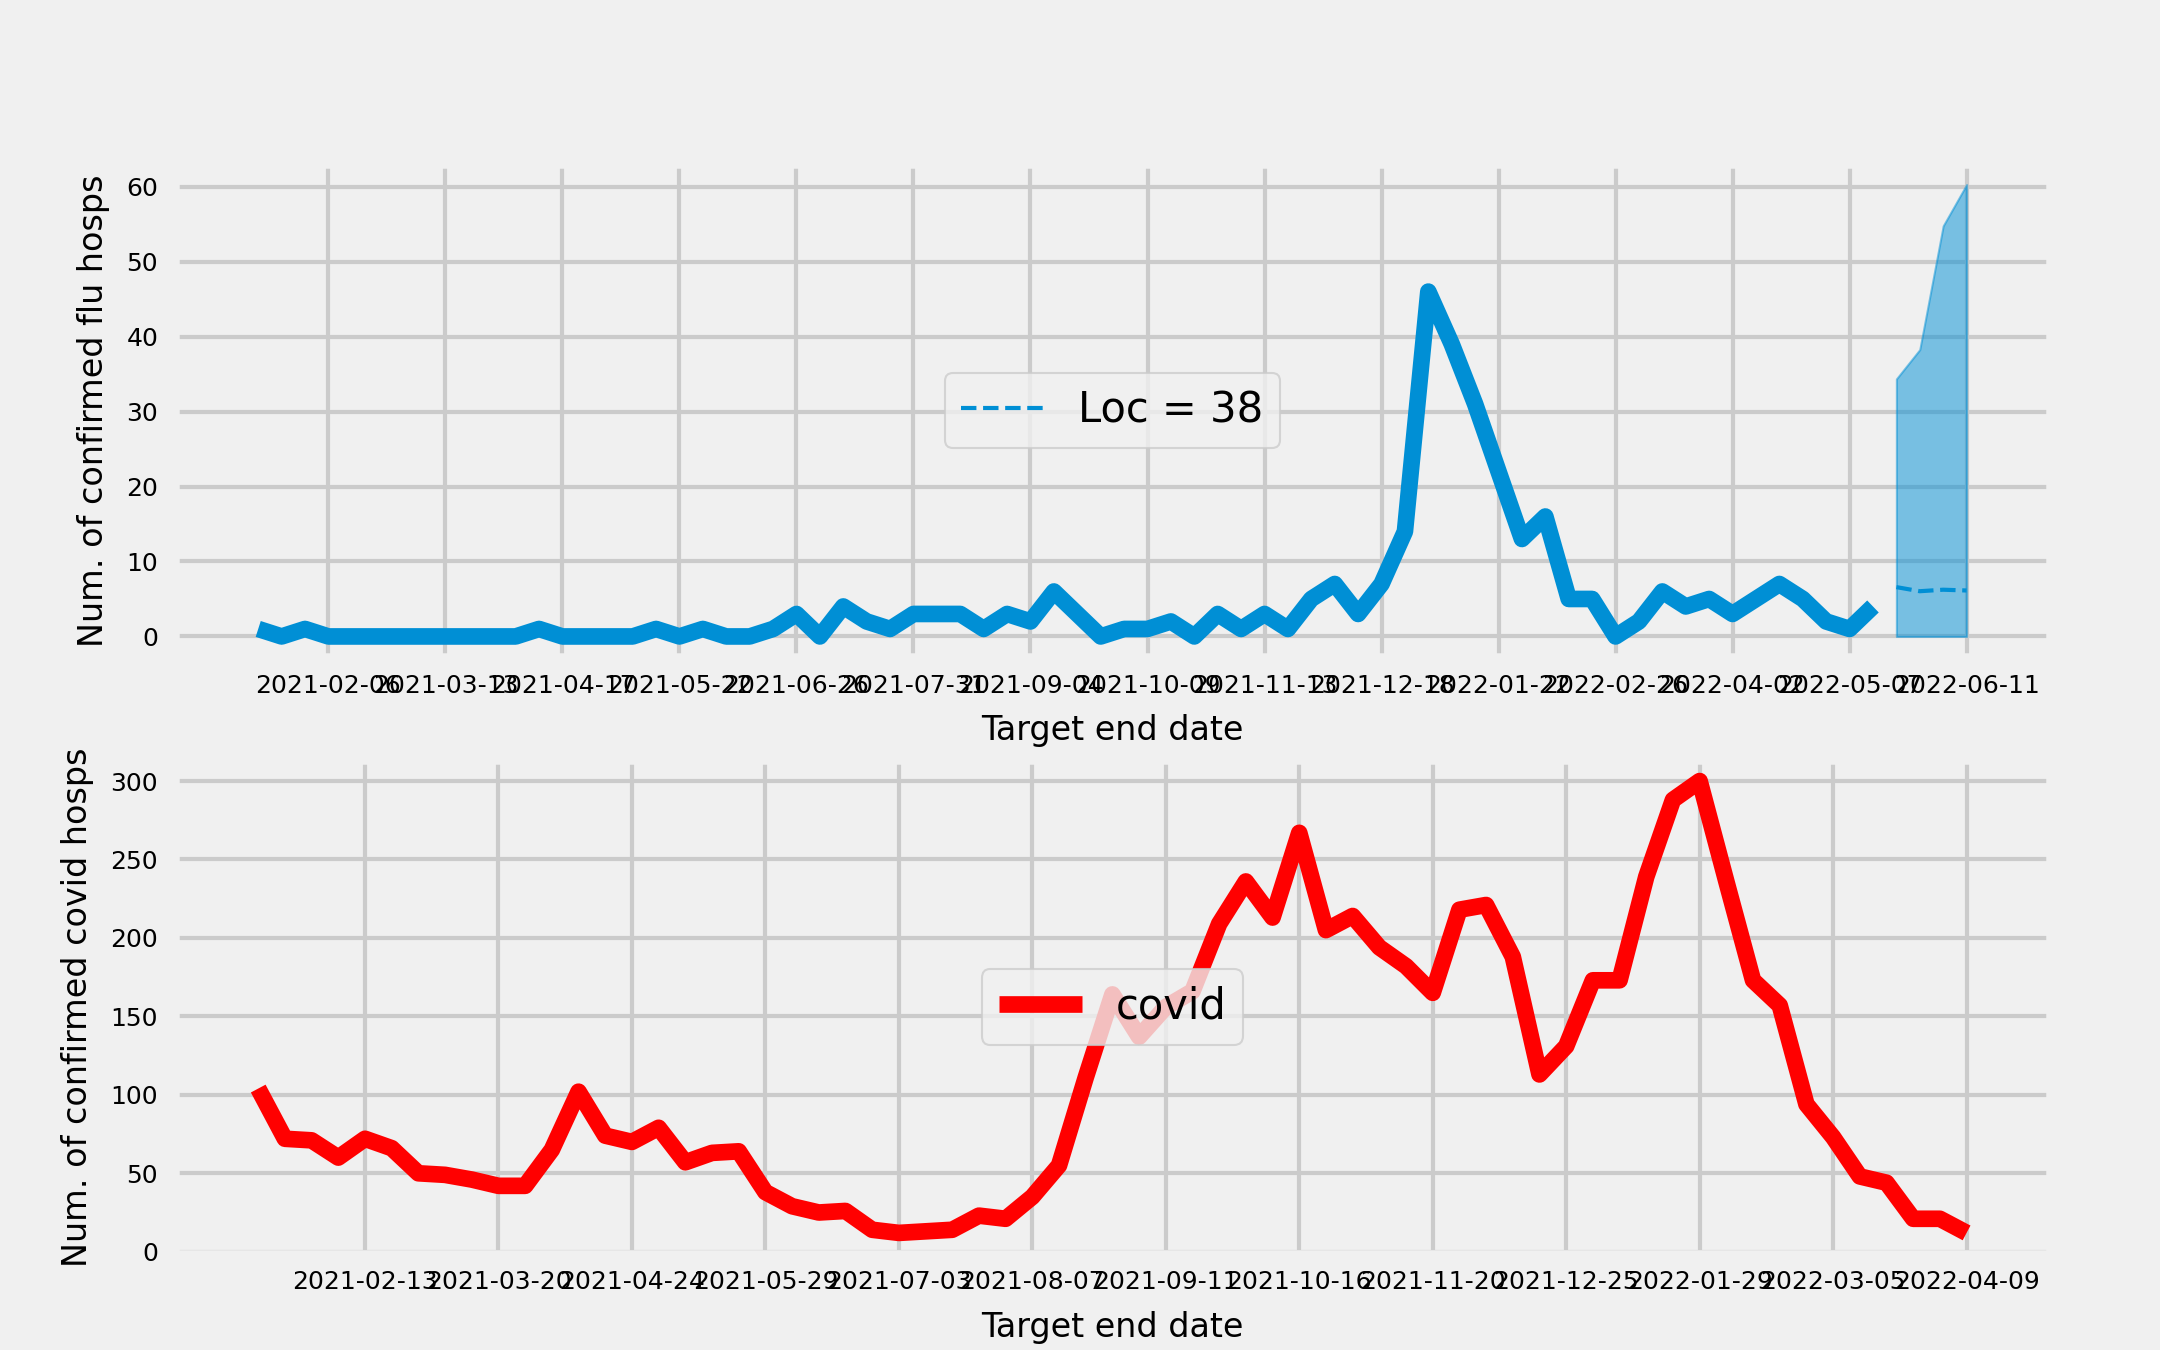 Num. of confirmed flu hosps
60
50
40
30
20
10
0
Loc = 38
2021-02-06 2021-03-13 2021-04-17 2021-05-22 2021-06-26 2021-07-31 2021-09-04 2021-10-09 2021-11-13 2021-12-18 2022-01-22 2022-02-26 2022-04-02 2022-05-07 2022-06-11
Target end date
Num. of confirmed covid hosps
300
250
200
150
100
50
0
covid
2021-02-13 2021-03-20 2021-04-24 2021-05-29 2021-07-03 2021-08-07 2021-09-11 2021-10-16 2021-11-20 2021-12-25 2022-01-29 2022-03-05 2022-04-09
Target end date